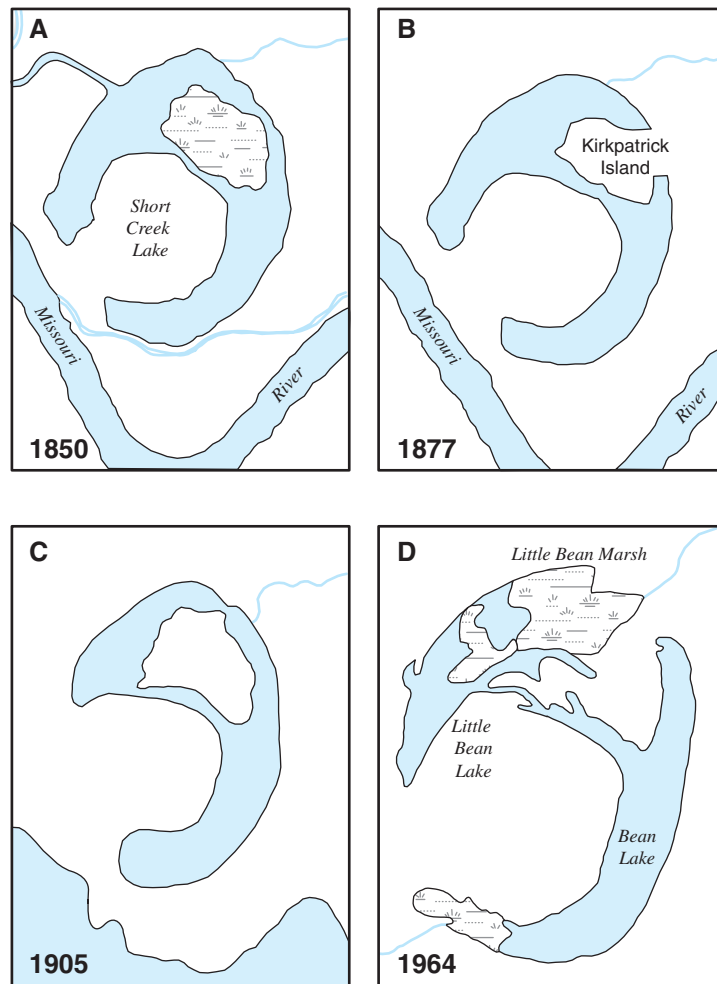 A
Short
Creek
Lake
Missouri
River
1850
B
Kirkpatrick
Island
Missouri
River
1877
C
1905
D
Little Bean Marsh
Little
Bean
Lake
Bean
Lake
1964